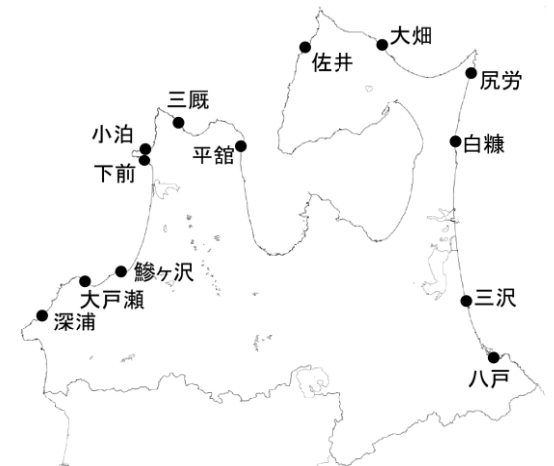 大畑
佐井
尻労
三厩
小泊
平舘
白糠
下前
鰺ヶ沢
大戸瀬
三沢
深浦
八戸